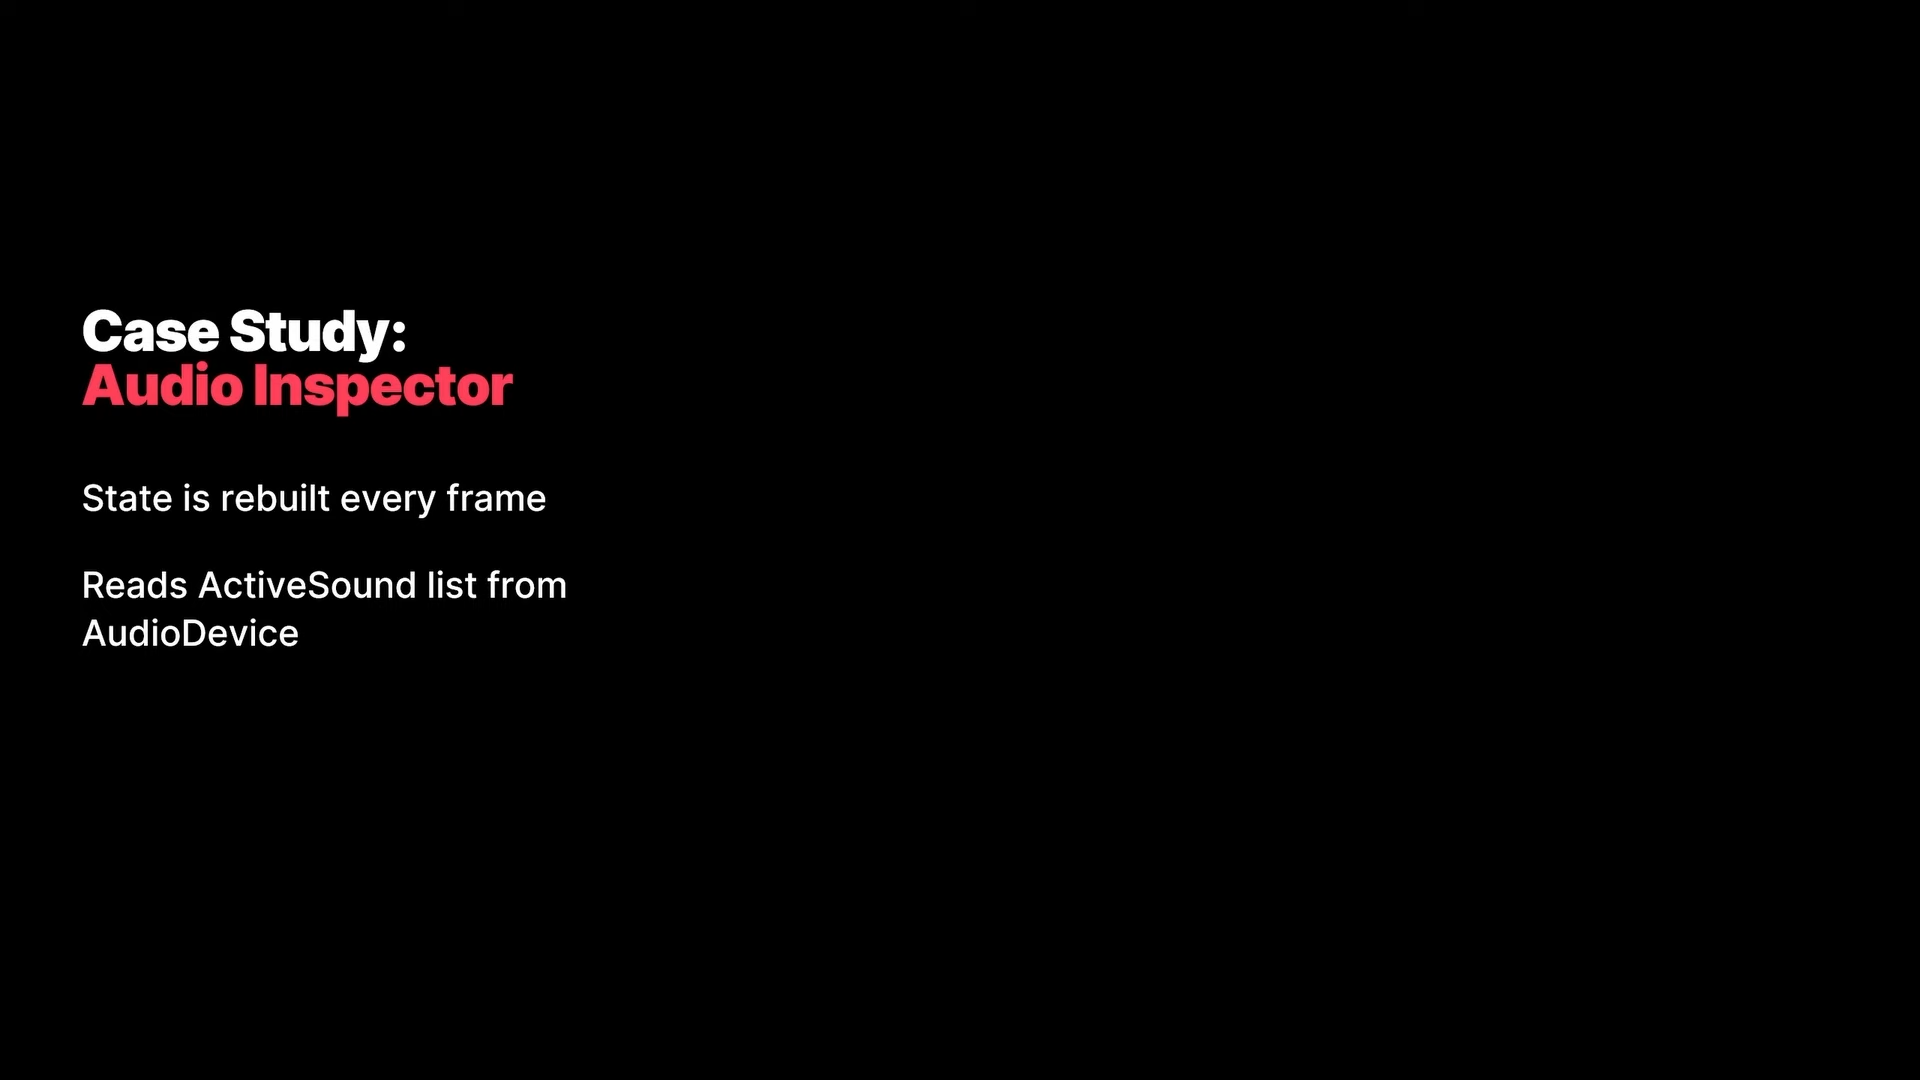 Case Study:
Audio Inspector
State is rebuilt every frame
Reads ActiveSound list from
AudioDevice